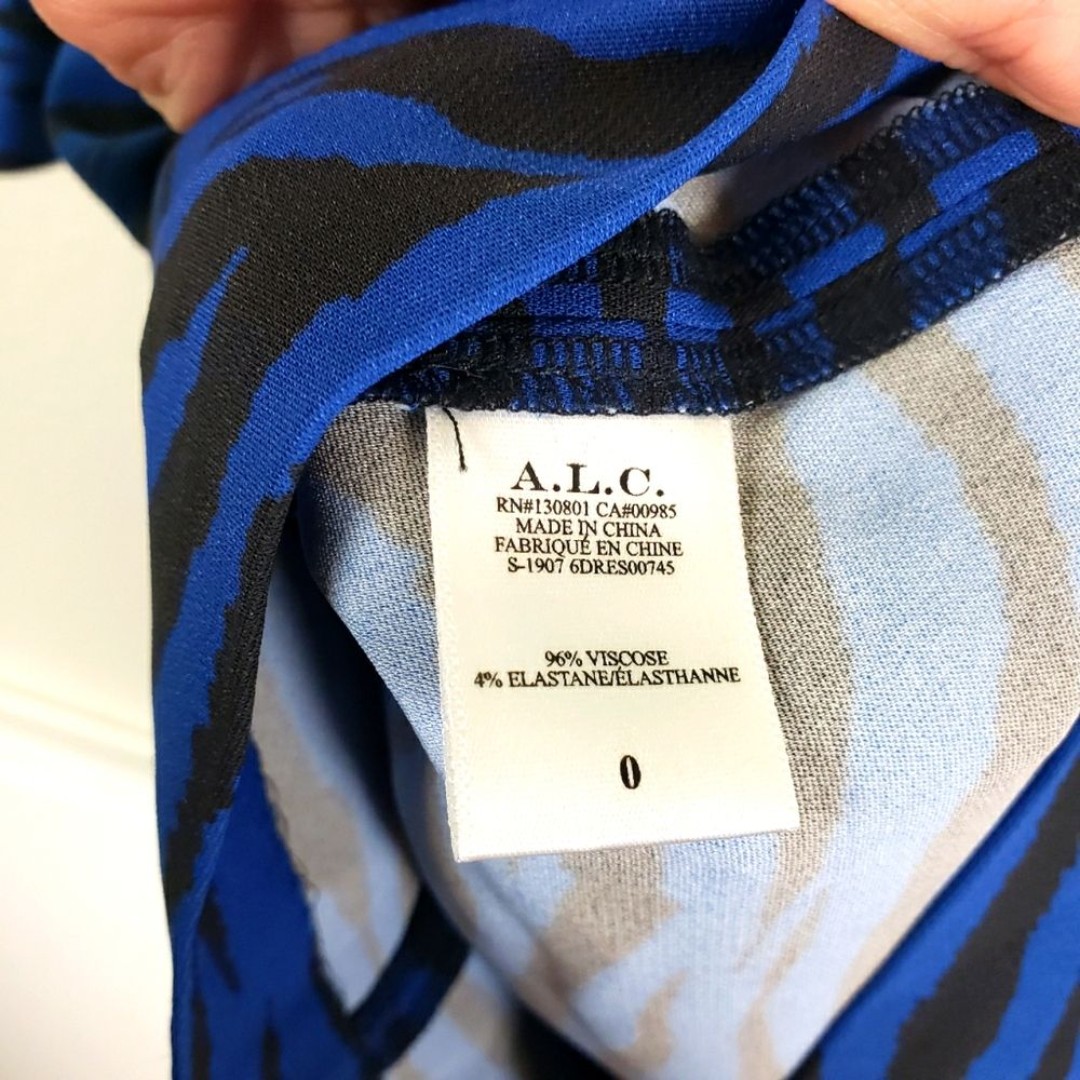 A.L.C.
RN#130801 CA#00985
MADE IN CHINA
FABRIQUÉ EN CHINE
S-1907 6DRES00745
96% VISCOSE
4% ELASTANE/ÉLASTHANNE
0